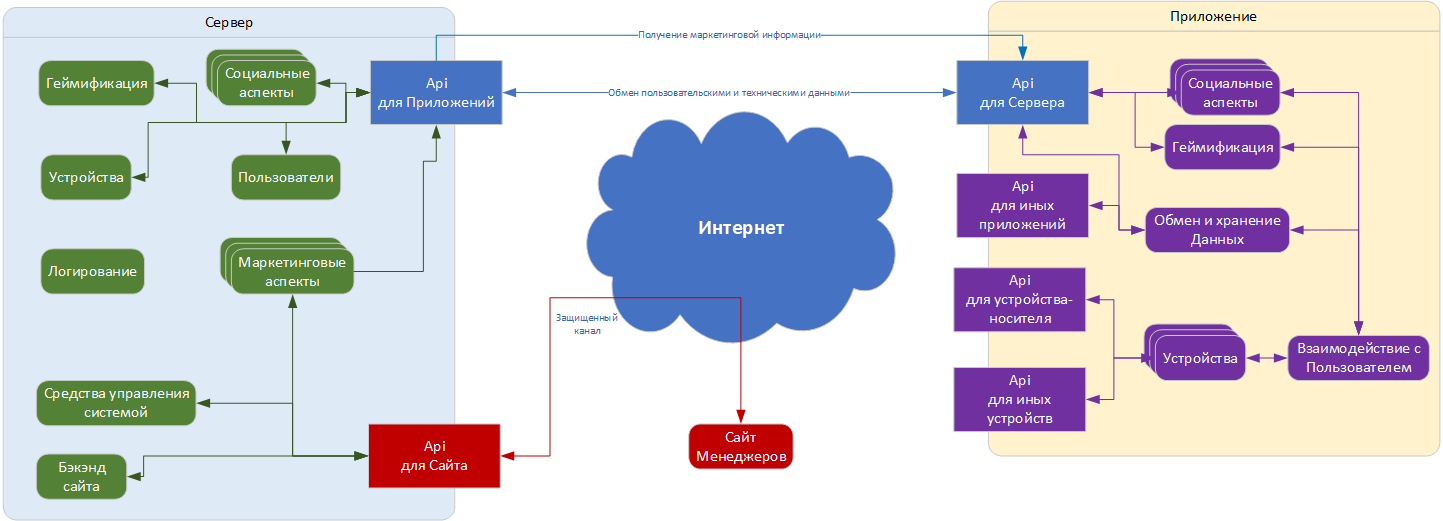 Сервер
Геймификация
Социальные
аспекты
Api
для Приложений
Устройства
Пользователи
Логирование
Маркетинговые
аспекты
Средства управления
системой
Бэкэнд
сайта
Api
для Сайта
Получение маркетинговой информации
Обмен пользовательскими и техническими данными
Интернет
Защищенный
канал
Сайт
Менеджеров
Приложение
Api
для Сервера
Социальные
аспекты
Геймификация
Api
для иных
приложений
Обмен и хранение
Данных
Api
для устройства-
носителя
Устройства
Взаимодействие с
Пользователем
Api
для иных
устройств